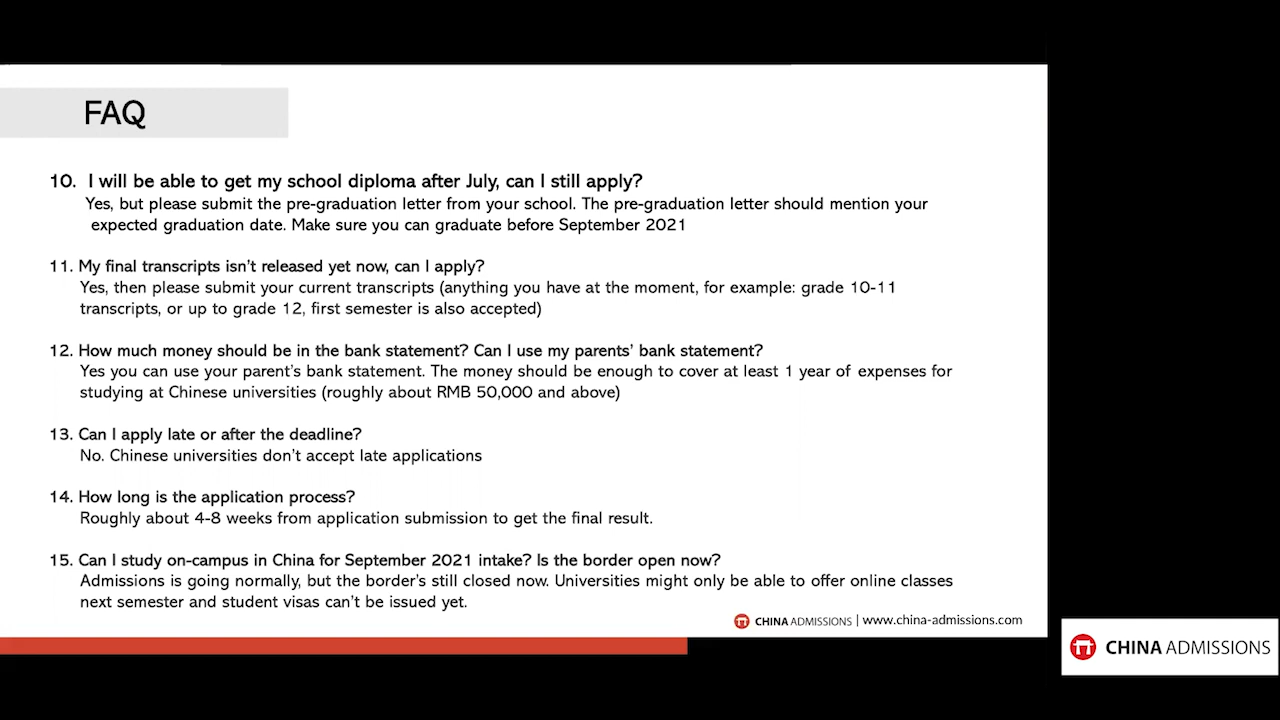 FAQ
10. I will be able to get my school diploma after July, can I still apply?
Yes, but please submit the pre-graduation letter from your school. The pre-graduation letter should mention your
expected graduation date. Make sure you can graduate before September 2021
11. My final transcripts isn't released yet now, can I apply?
Yes, then please submit your current transcripts (anything you have at the moment, for example: grade 10-11
transcripts, or up to grade 12, first semester is also accepted)
12. How much money should be in the bank statement? Can I use my parents' bank statement?
Yes you can use your parent's bank statement. The money should be enough to cover at least 1 year of expenses for
studying at Chinese universities (roughly about RMB 50,000 and above)
13. Can I apply late or after the deadline?
No. Chinese universities don't accept late applications
14. How long is the application process?
Roughly about 4-8 weeks from application submission to get the final result.
15. Can I study on-campus in China for September 2021 intake? Is the border open now?
Admissions is going normally, but the border's still closed now. Universities might only be able to offer online classes
next semester and student visas can't be issued yet.
CHINA ADMISSIONS | www.china-admissions.com
CHINA ADMISSIONS